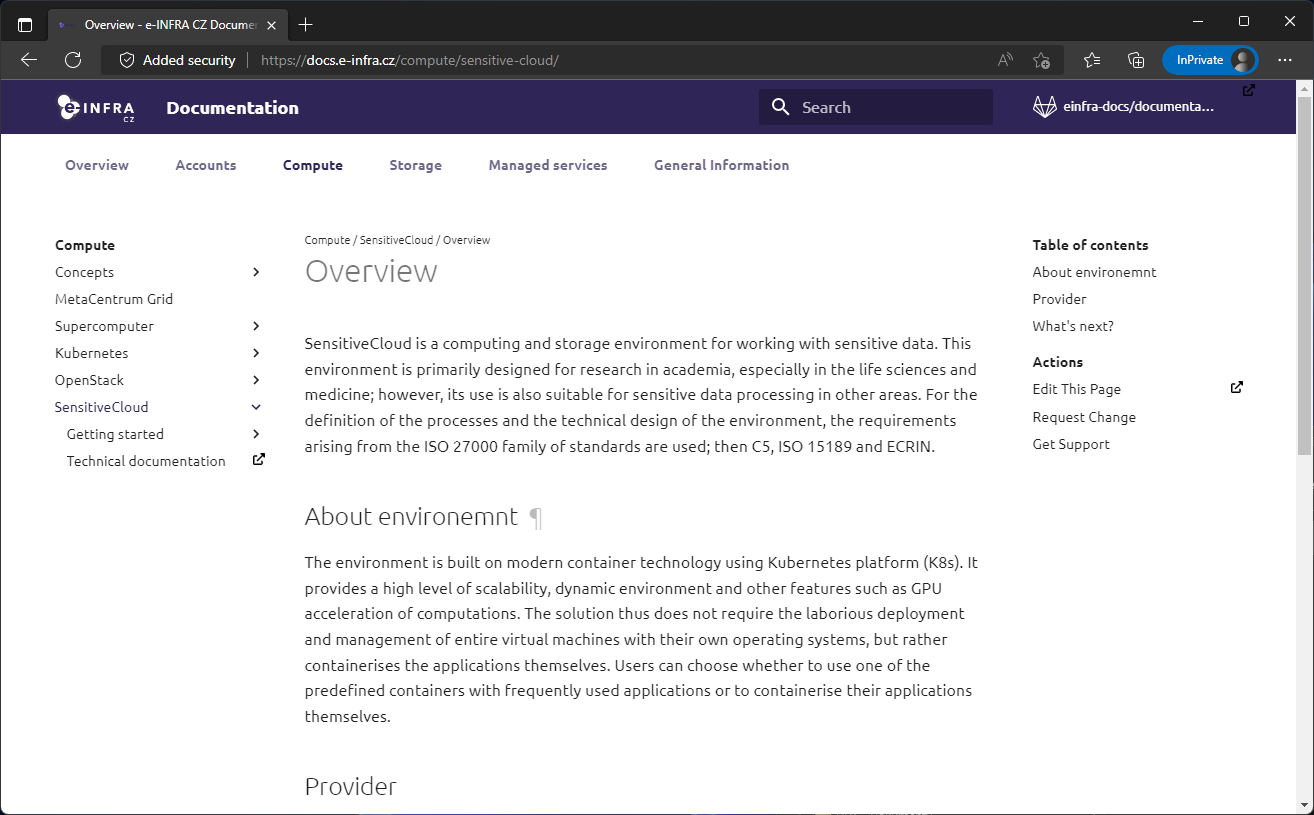 Overview - e-INFRA CZ Documen
Added security
https://docs.e-infra.cz/compute/sensitive-cloud/
InPrivate
e-INFRA CZ
Documentation
Search
einfra-docs/documenta...
Overview
Accounts
Compute
Storage
Managed services
General Information
Compute
Concepts
MetaCentrum Grid
Supercomputer
Kubernetes
OpenStack
SensitiveCloud
Getting started
Technical documentation
Compute / SensitiveCloud / Overview
Overview
SensitiveCloud is a computing and storage environment for working with sensitive data. This
environment is primarily designed for research in academia, especially in the life sciences and
medicine; however, its use is also suitable for sensitive data processing in other areas. For the
definition of the processes and the technical design of the environment, the requirements
arising from the ISO 27000 family of standards are used; then C5, ISO 15189 and ECRIN.
About environemnt ¶
The environment is built on modern container technology using Kubernetes platform (K8s). It
provides a high level of scalability, dynamic environment and other features such as GPU
acceleration of computations. The solution thus does not require the laborious deployment
and management of entire virtual machines with their own operating systems, but rather
containerises the applications themselves. Users can choose whether to use one of the
predefined containers with frequently used applications or to containerise their applications
themselves.
Provider
Table of contents
About environemnt
Provider
What's next?
Actions
Edit This Page
Request Change
Get Support